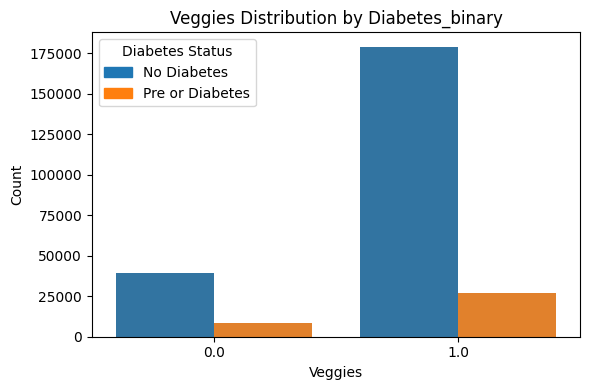 Veggies Distribution by Diabetes_binary
Diabetes Status
No Diabetes
Pre or Diabetes
175000
150000
125000
100000
75000
50000
25000
0
Count
0.0
1.0
Veggies